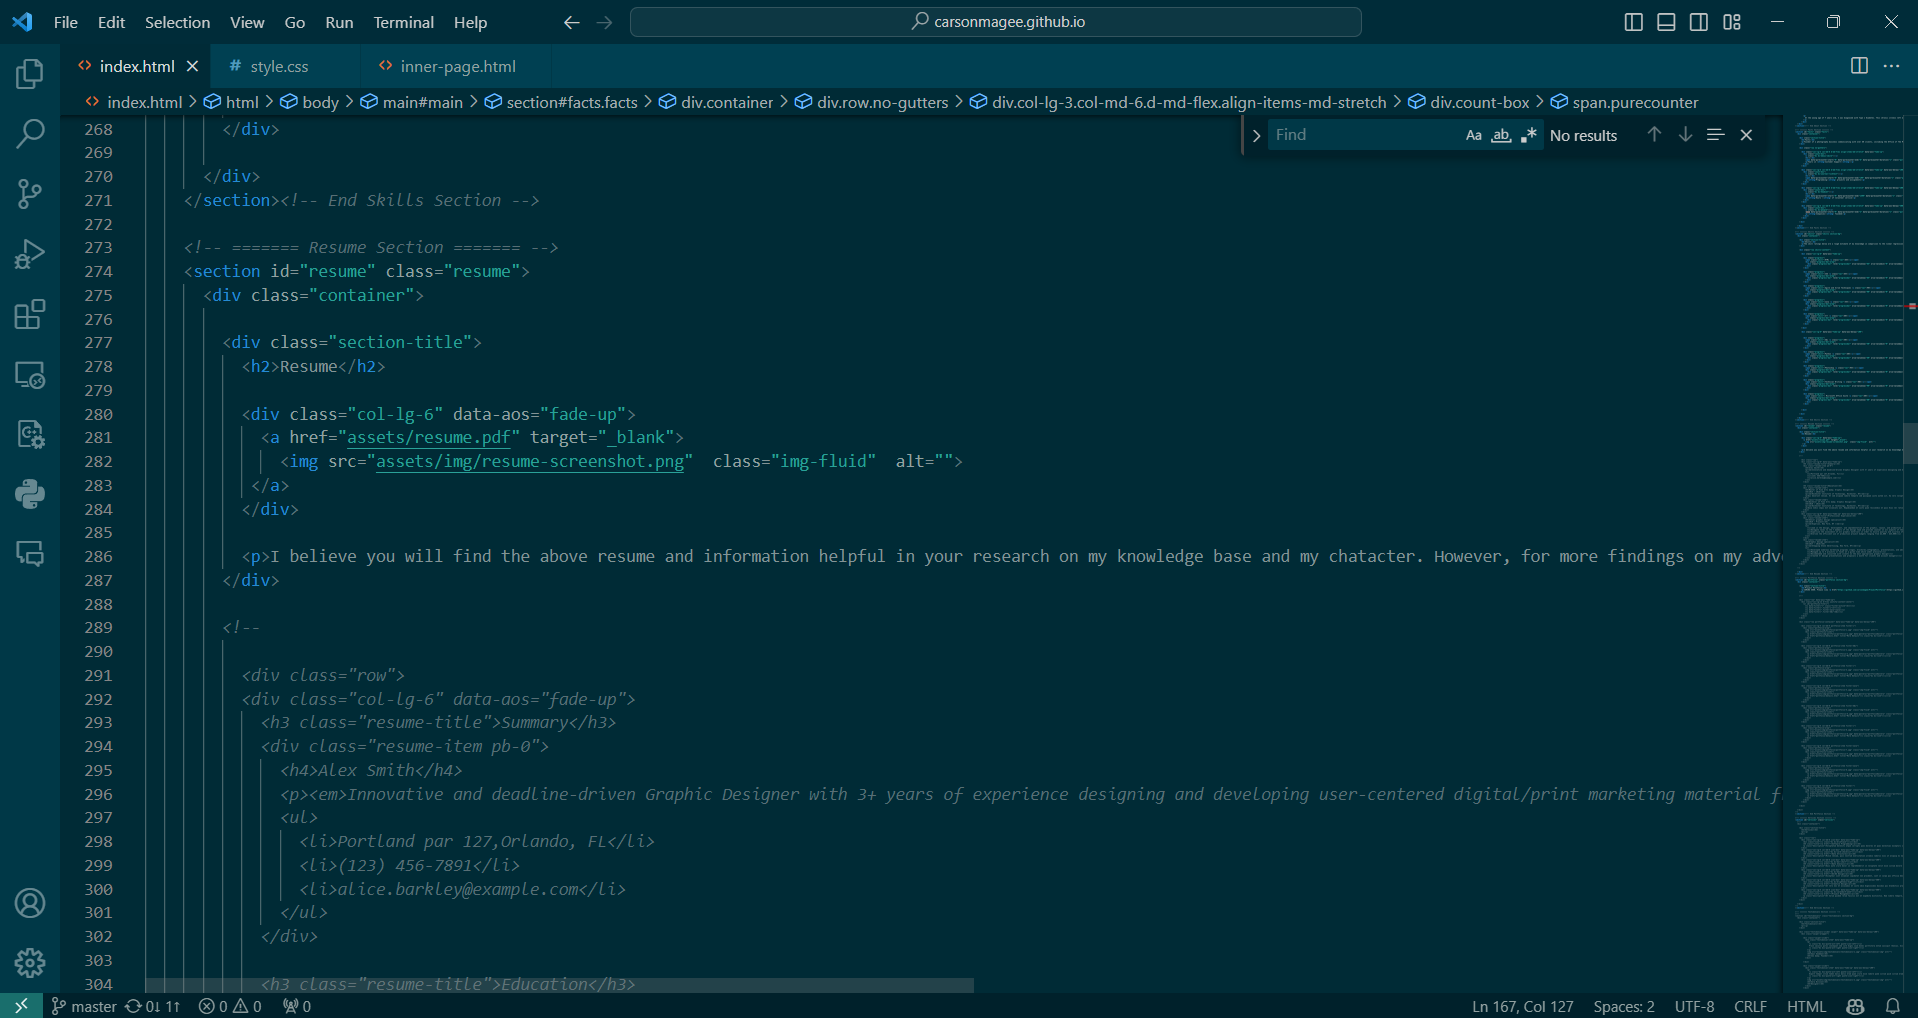 File Edit Selection View Go Run Terminal Help carsonmagee.github.io
index.html # style.css inner-page.html
index.html > html > body > main#main > section#facts.facts > div.container > div.row.no-gutters > div.col-lg-3.col-md-6.d-md-flex.align-items-md-stretch > div.count-box > span.purecounter
Find Aa ab No results
268 </div>
269
270 </div>
271 </section><!-- End Skills Section -->
272
273 <!-- ======= Resume Section ======= -->
274 <section id="resume" class="resume">
275 <div class="container">
276
277 <div class="section-title">
278 <h2>Resume</h2>
279
280 <div class="col-lg-6" data-aos="fade-up">
281 <a href="assets/resume.pdf" target="_blank">
282 <img src="assets/img/resume-screenshot.png"  class="img-fluid"  alt="">
283 </a>
284 </div>
285
286 <p>I believe you will find the above resume and information helpful in your research on my knowledge base and my chatacter. However, for more findings on my adv
287 </div>
288
289 <!--
290
291 <div class="row">
292 <div class="col-lg-6" data-aos="fade-up">
293 <h3 class="resume-title">Summary</h3>
294 <div class="resume-item pb-0">
295 <h4>Alex Smith</h4>
296 <p><em>Innovative and deadline-driven Graphic Designer with 3+ years of experience designing and developing user-centered digital/print marketing material f
297 <ul>
298 <li>Portland par 127,Orlando, FL</li>
299 <li>(123) 456-7891</li>
300 <li>alice.barkley@example.com</li>
301 </ul>
302 </div>
303
304 <h3 class="resume-title">Education</h3>
master 0↓ 1↑ 0 0 0 Ln 167, Col 127 Spaces: 2 UTF-8 CRLF HTML